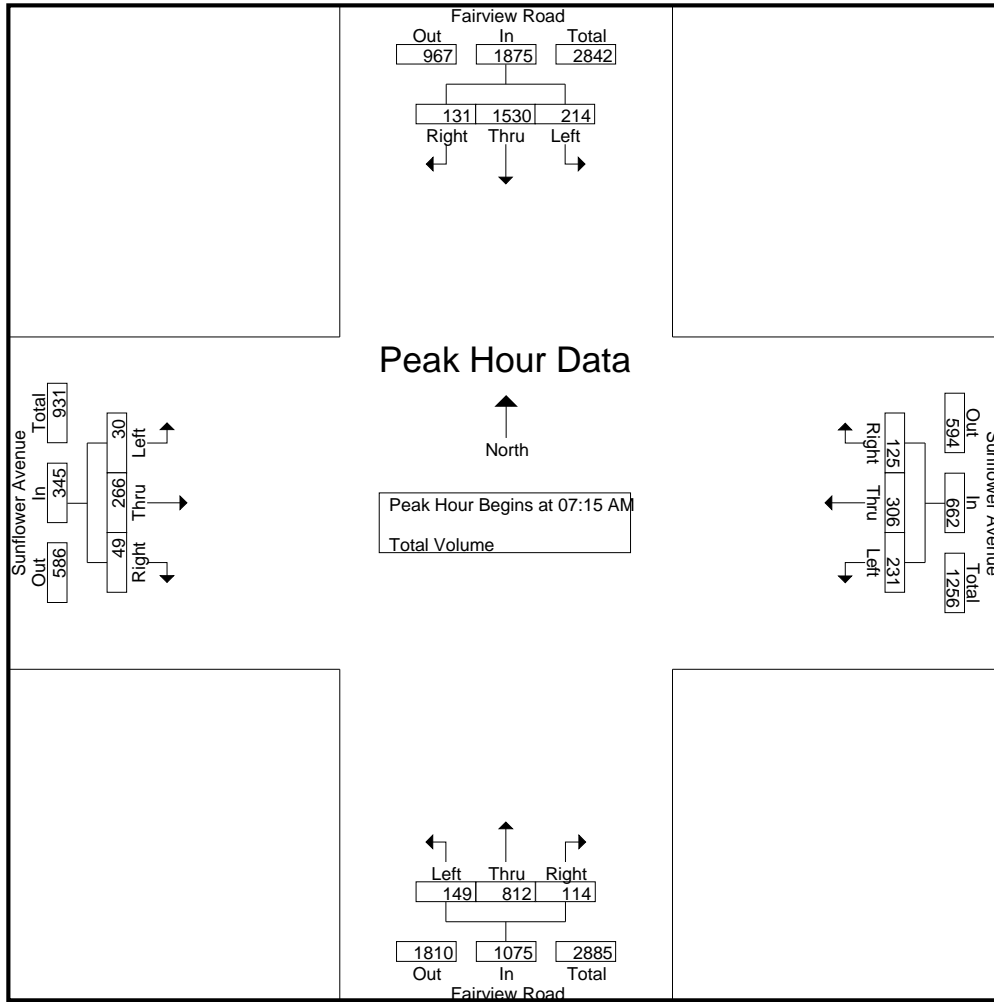 Fairview Road
Out In Total
967 1875 2842
131 1530 214
Right Thru Left
Peak Hour Data
North
Peak Hour Begins at 07:15 AM
Total Volume
Sunflower Avenue
Out In Total
586 345 931
49 266 30
Right Thru Left
Sunflower Avenue
Out In Total
594 662 1256
125 306 231
Right Thru Left
Left Thru Right
149 812 114
1810 1075 2885
Out In Total
Fairview Road